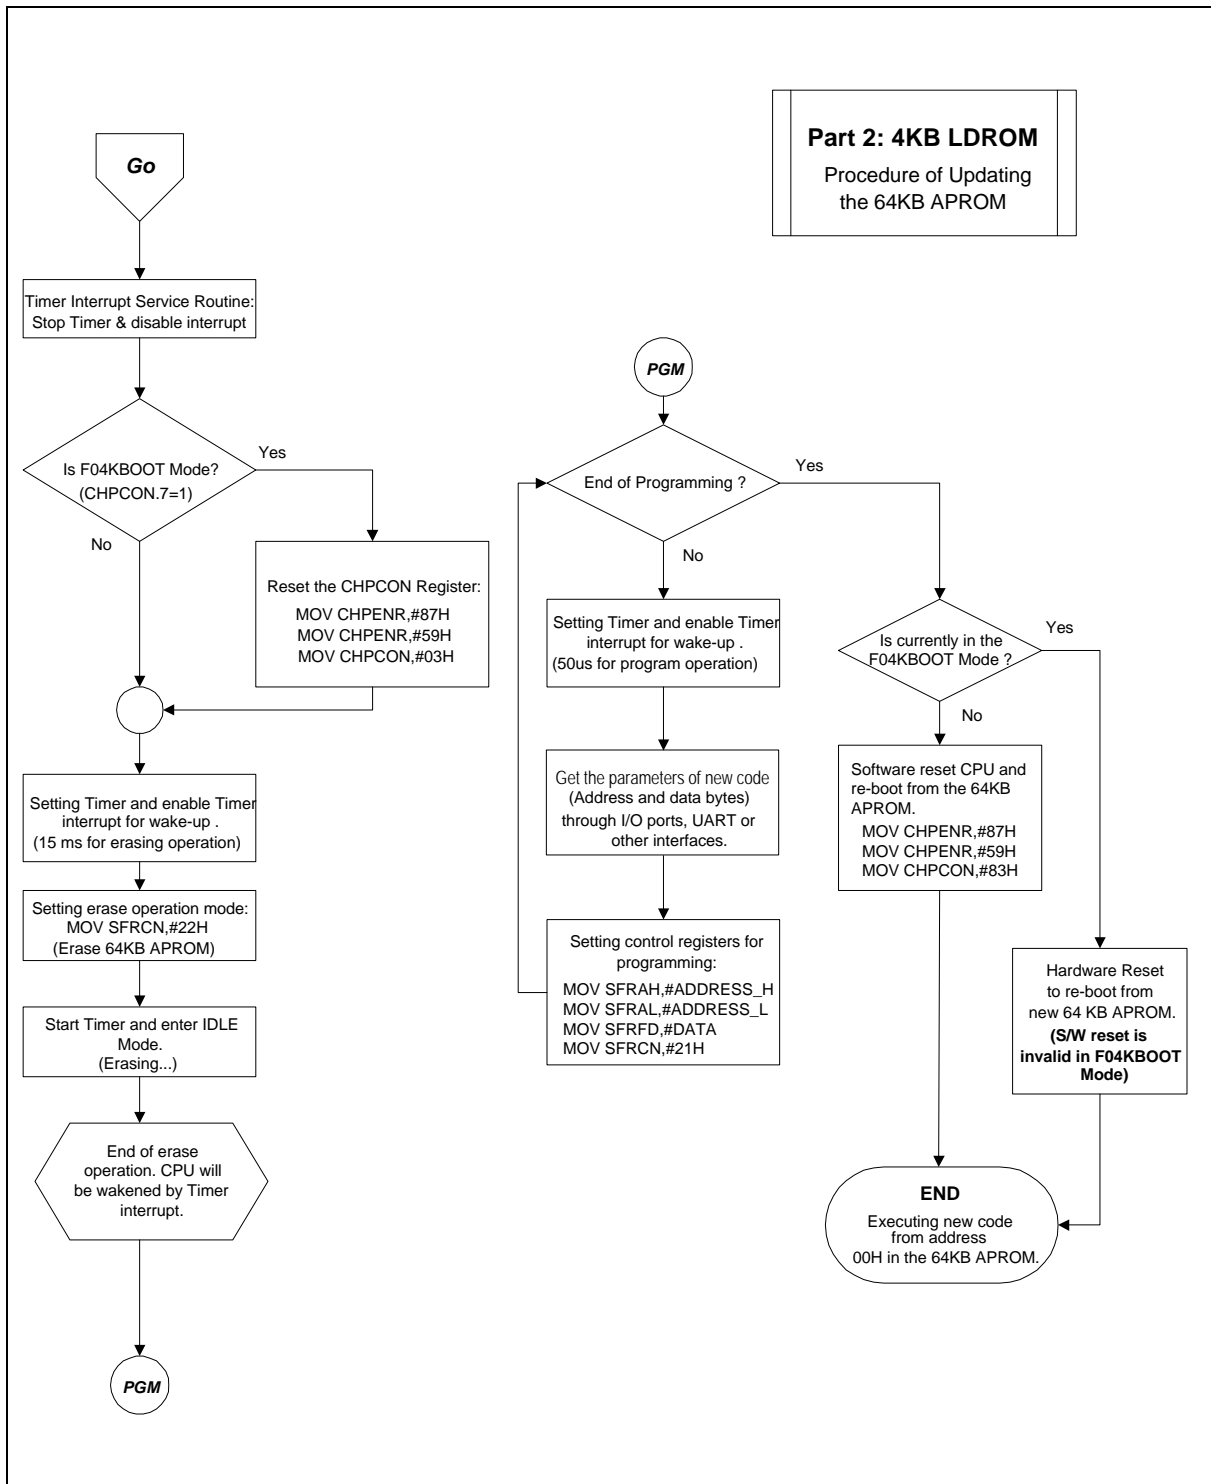 Part 2: 4KB LDROM
Procedure of Updating
the 64KB APROM
Go
Timer Interrupt Service Routine:
Stop Timer & disable interrupt
Is F04KBOOT Mode?
(CHPCON.7=1)
Yes
No
Reset the CHPCON Register:
MOV CHPENR,#87H
MOV CHPENR,#59H
MOV CHPCON,#03H
Setting Timer and enable Timer
interrupt for wake-up .
(15 ms for erasing operation)
Setting erase operation mode:
MOV SFRCN,#22H
(Erase 64KB APROM)
Start Timer and enter IDLE
Mode.
(Erasing...)
End of erase
operation. CPU will
be wakened by Timer
interrupt.
PGM
PGM
End of Programming ?
Yes
No
Setting Timer and enable Timer
interrupt for wake-up .
(50us for program operation)
Get the parameters of new code
(Address and data bytes)
through I/O ports, UART or
other interfaces.
Setting control registers for
programming:
MOV SFRAH,#ADDRESS_H
MOV SFRAL,#ADDRESS_L
MOV SFRFD,#DATA
MOV SFRCN,#21H
Is currently in the
F04KBOOT Mode ?
Yes
No
Software reset CPU and
re-boot from the 64KB
APROM.
MOV CHPENR,#87H
MOV CHPENR,#59H
MOV CHPCON,#83H
Hardware Reset
to re-boot from
new 64 KB APROM.
(S/W reset is
invalid in F04KBOOT
Mode)
END
Executing new code
from address
00H in the 64KB APROM.